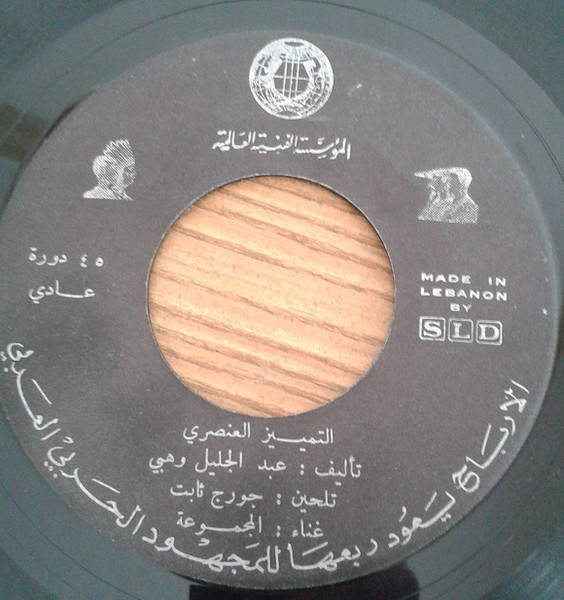 المؤسسة الفنية العالمية
٤٥ دورة
عادي
MADE IN
LEBANON
BY
SLD
التمييز العنصري
تأليف : عبد الجليل وهبي
تلحين : جورج ثابت
غناء : المجموعة
الأرباح يعود ربعها للمجهود الحربي العربي